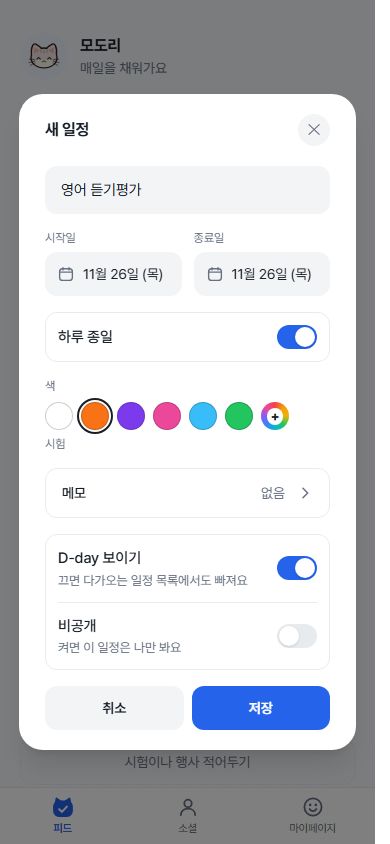 모도리
매일을 채워가요
새 일정
영어 듣기평가
시작일
종료일
11월 26일 (목)
11월 26일 (목)
하루 종일
색
시험
메모
없음
D-day 보이기
끄면 다가오는 일정 목록에서도 빠져요
비공개
켜면 이 일정은 나만 봐요
취소
저장
시험이나 행사 적어두기
피드
소셜
마이페이지